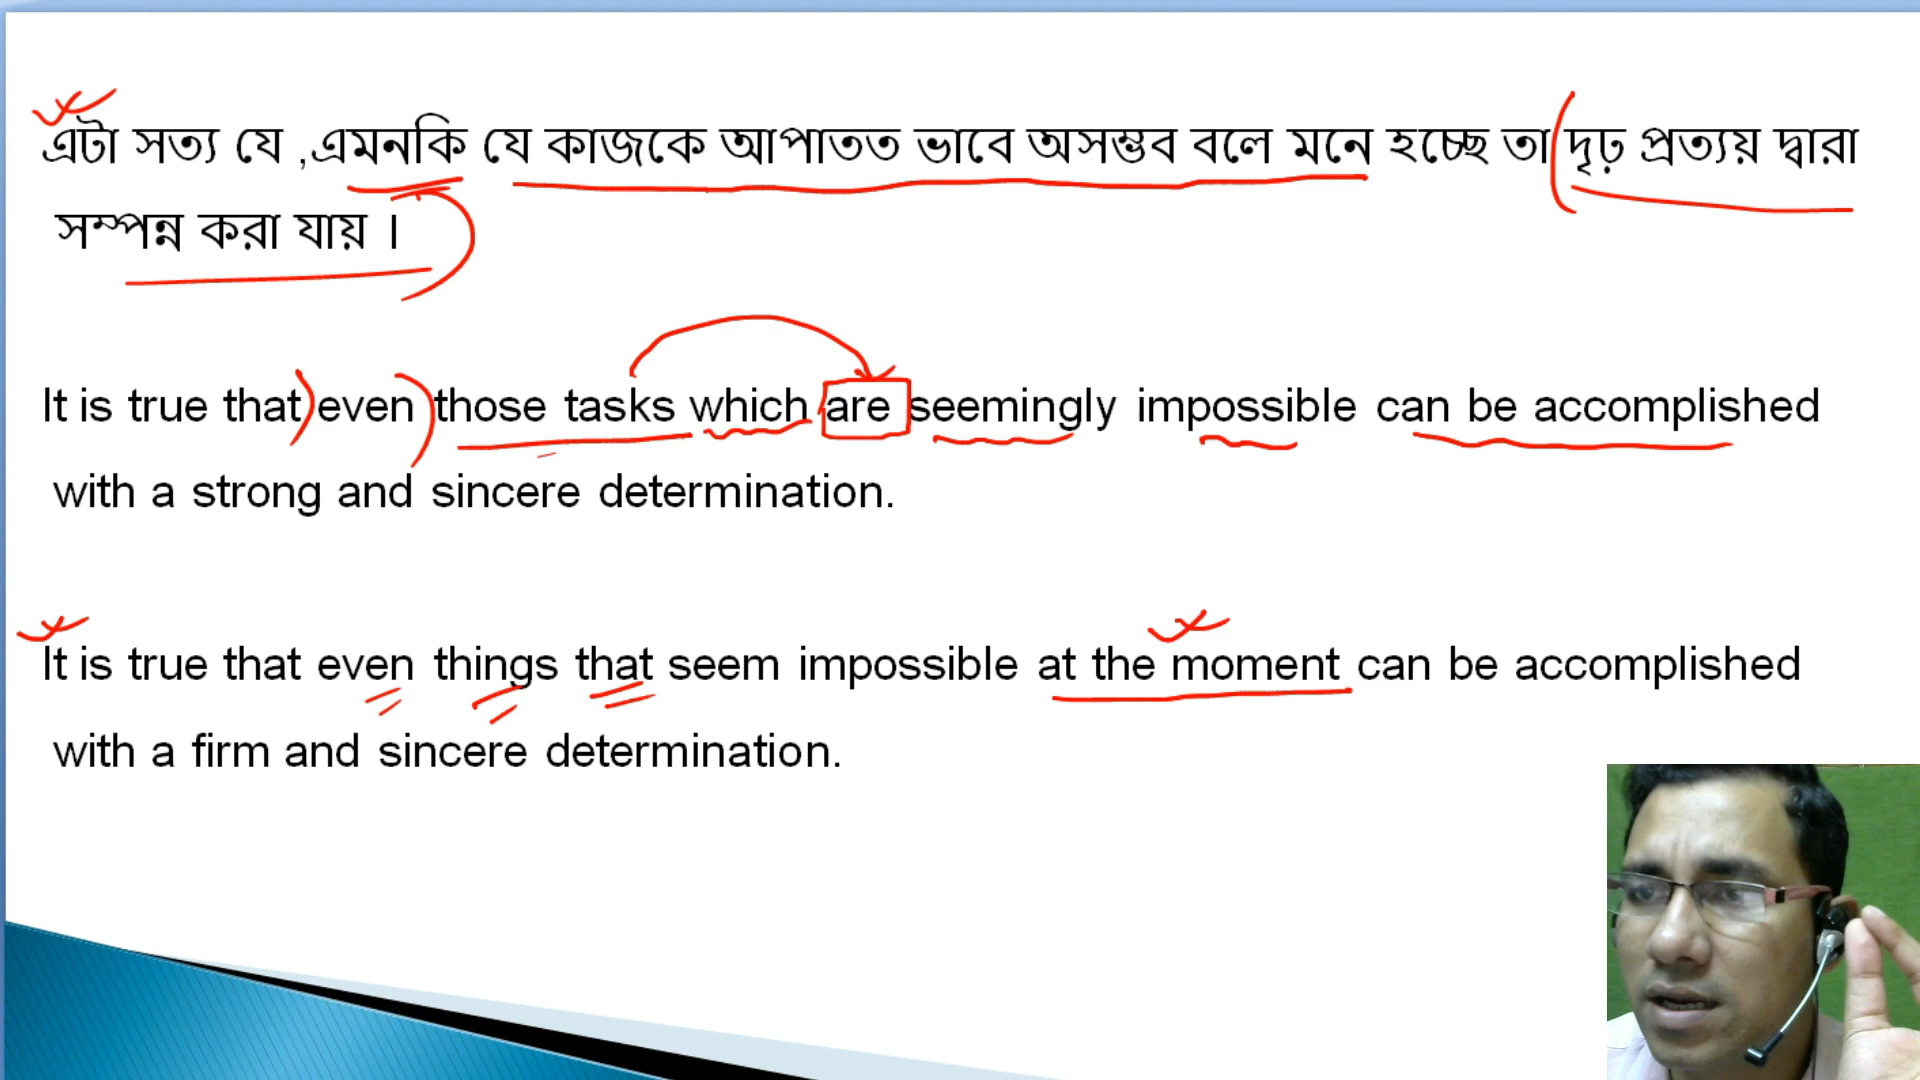 এটা সত্য যে ,এমনকি যে কাজকে আপাতত ভাবে অসম্ভব বলে মনে হচ্ছে তা দৃঢ় প্রত্যয় দ্বারা
সম্পন্ন করা যায় ।
It is true that even those tasks which are seemingly impossible can be accomplished
with a strong and sincere determination.
It is true that even things that seem impossible at the moment can be accomplished
with a firm and sincere determination.